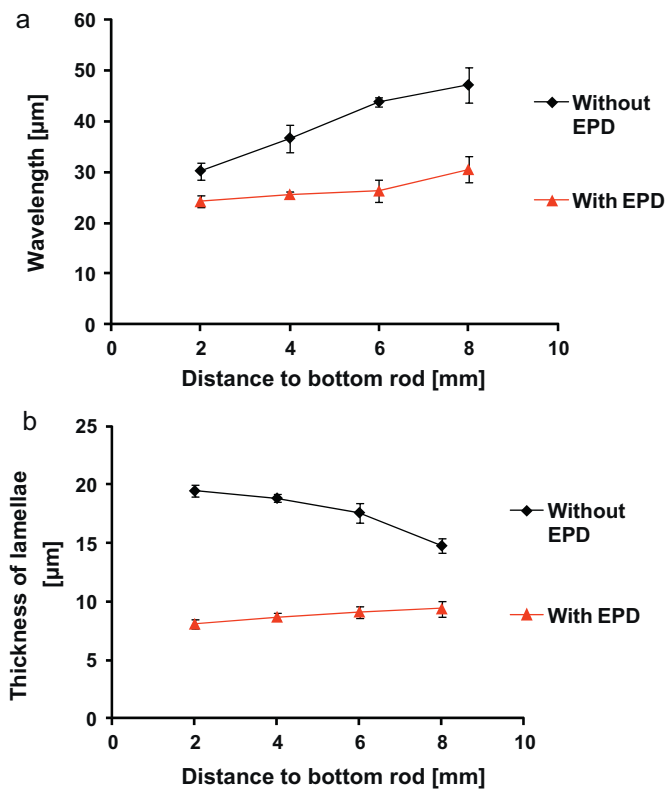 a
60
50
40
30
20
10
0
Wavelength [µm]
0 2 4 6 8 10
Distance to bottom rod [mm]
Without
EPD
With EPD
b
25
20
15
10
5
0
Thickness of lamellae
[µm]
0 2 4 6 8 10
Distance to bottom rod [mm]
Without
EPD
With EPD